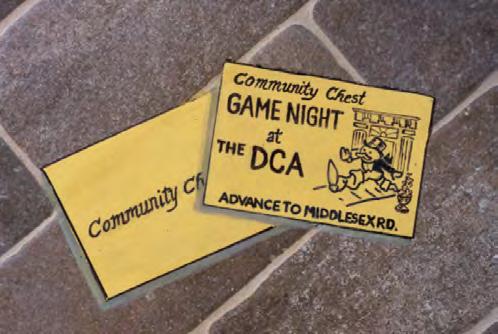 Community Chest
GAME NIGHT
at
THE DCA
ADVANCE TO MIDDLESEX RD.
Community Ch